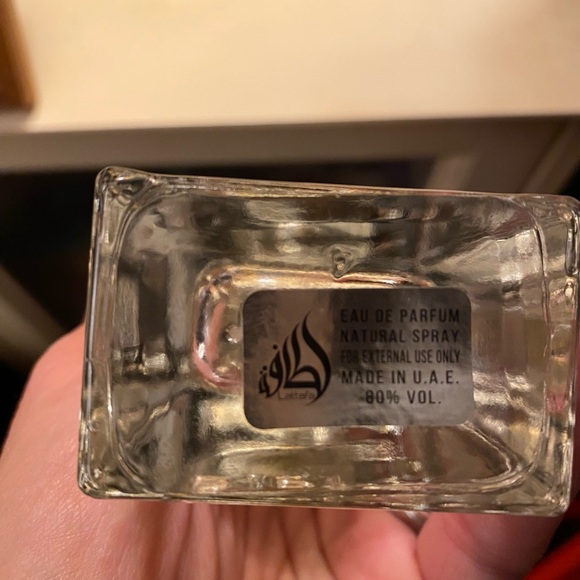 لطافة
Lattafa
EAU DE PARFUM
NATURAL SPRAY
FOR EXTERNAL USE ONLY
MADE IN U.A.E.
80% VOL.